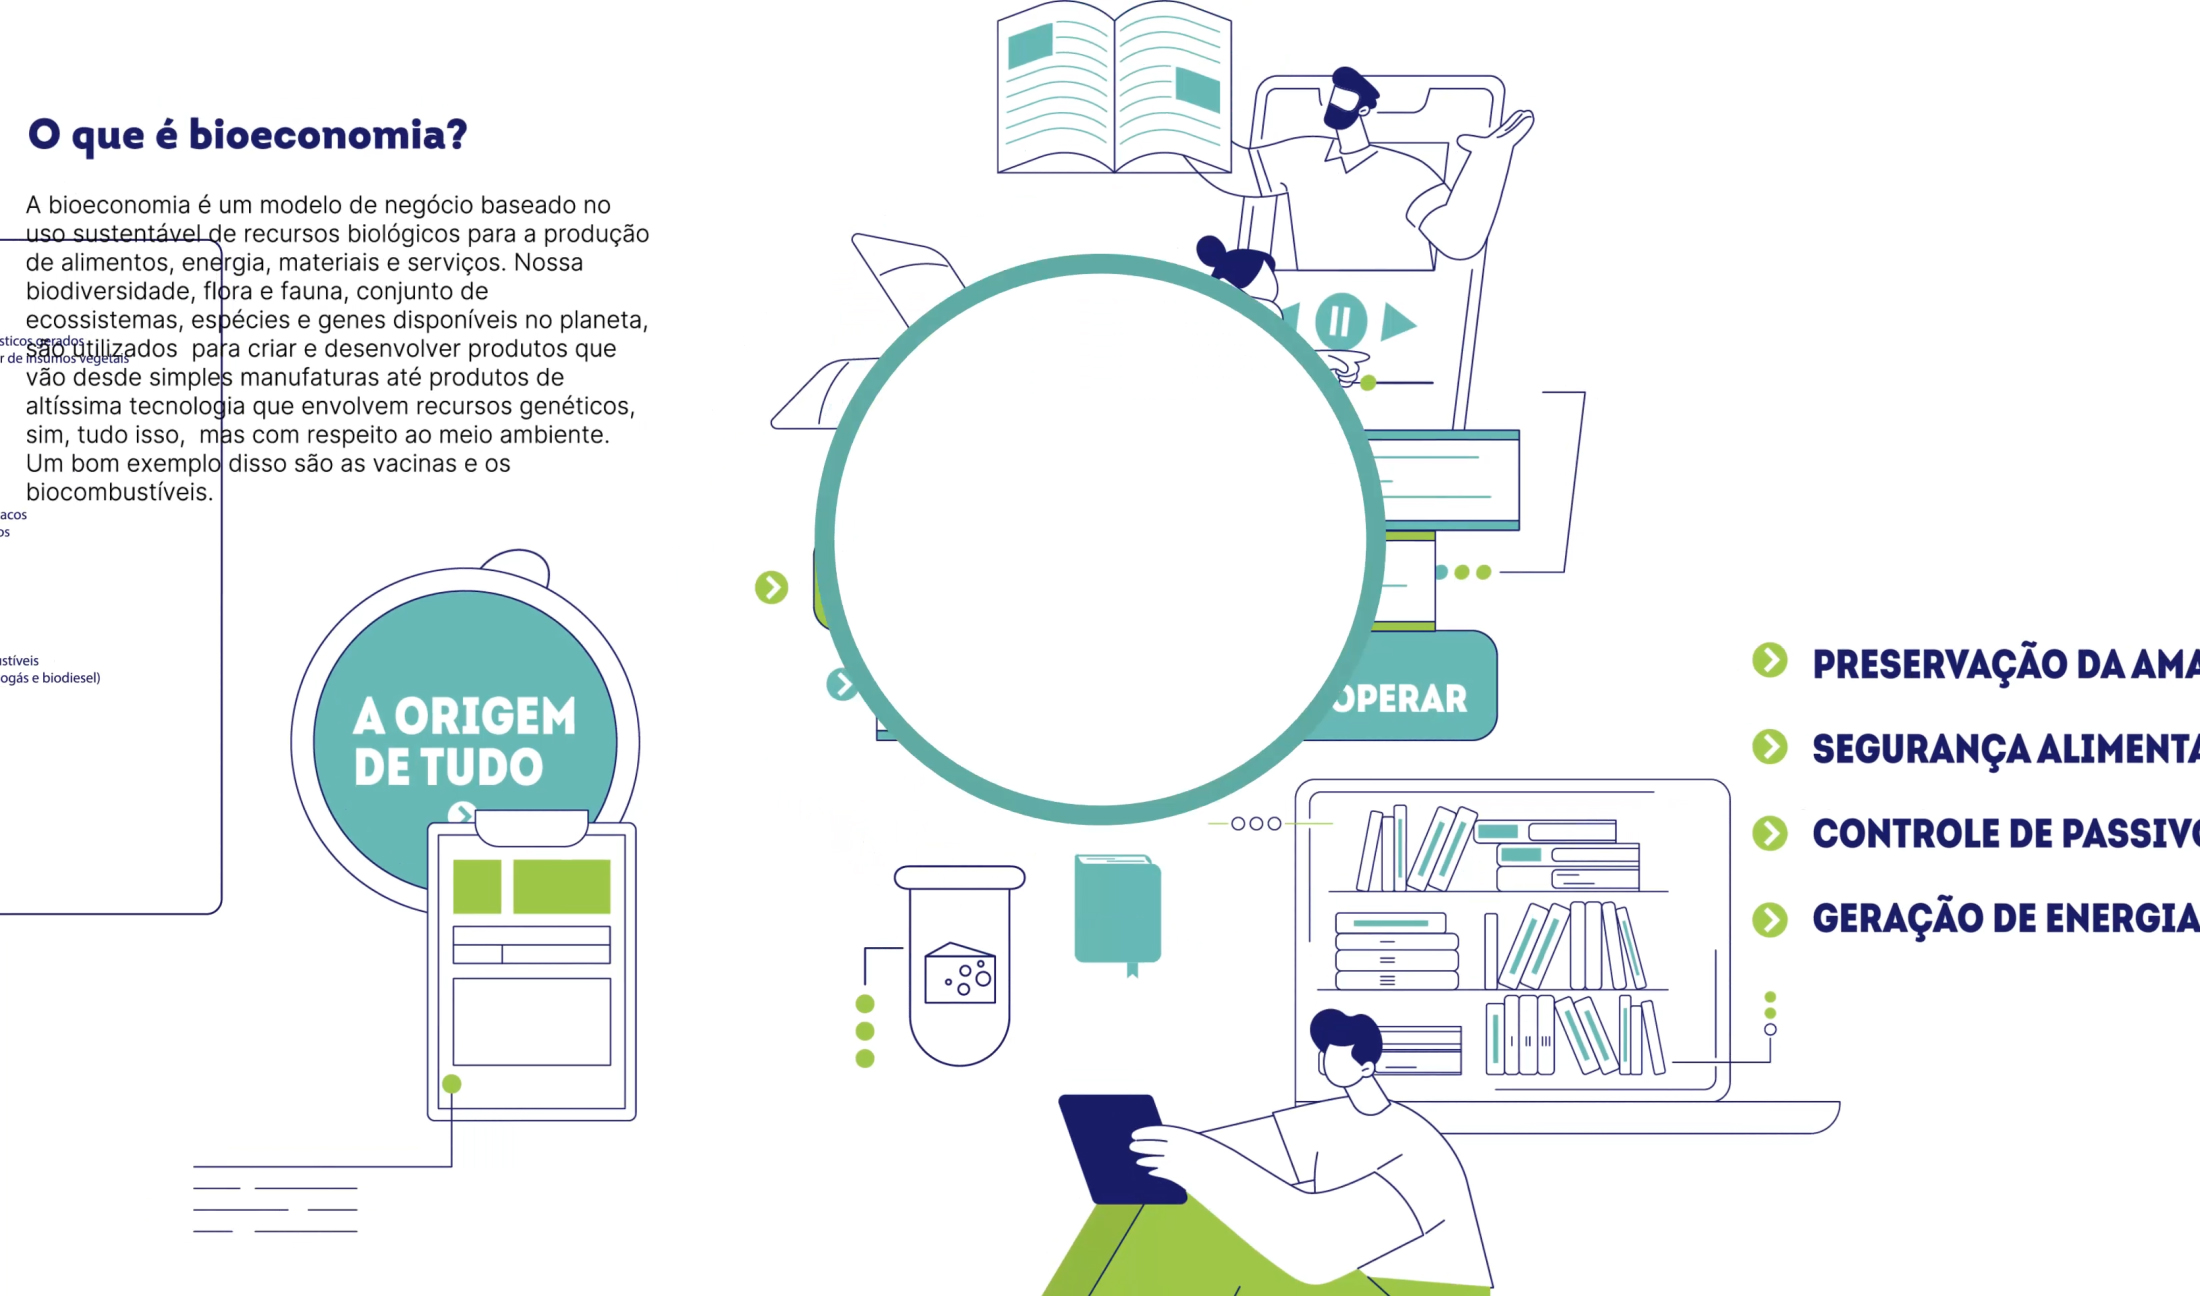 O que é bioeconomia?
A bioeconomia é um modelo de negócio baseado no
uso sustentável de recursos biológicos para a produção
de alimentos, energia, materiais e serviços. Nossa
biodiversidade, flora e fauna, conjunto de
ecossistemas, espécies e genes disponíveis no planeta,
são utilizados  para criar e desenvolver produtos que
vão desde simples manufaturas até produtos de
altíssima tecnologia que envolvem recursos genéticos,
sim, tudo isso,  mas com respeito ao meio ambiente.
Um bom exemplo disso são as vacinas e os
biocombustíveis.
sticos gerados
r de insumos vegetais
acos
os
ustíveis
ogás e biodiesel)
A ORIGEM
DE TUDO
OPERAR
PRESERVAÇÃO DA AMA
SEGURANÇA ALIMENTA
CONTROLE DE PASSIVO
GERAÇÃO DE ENERGIA